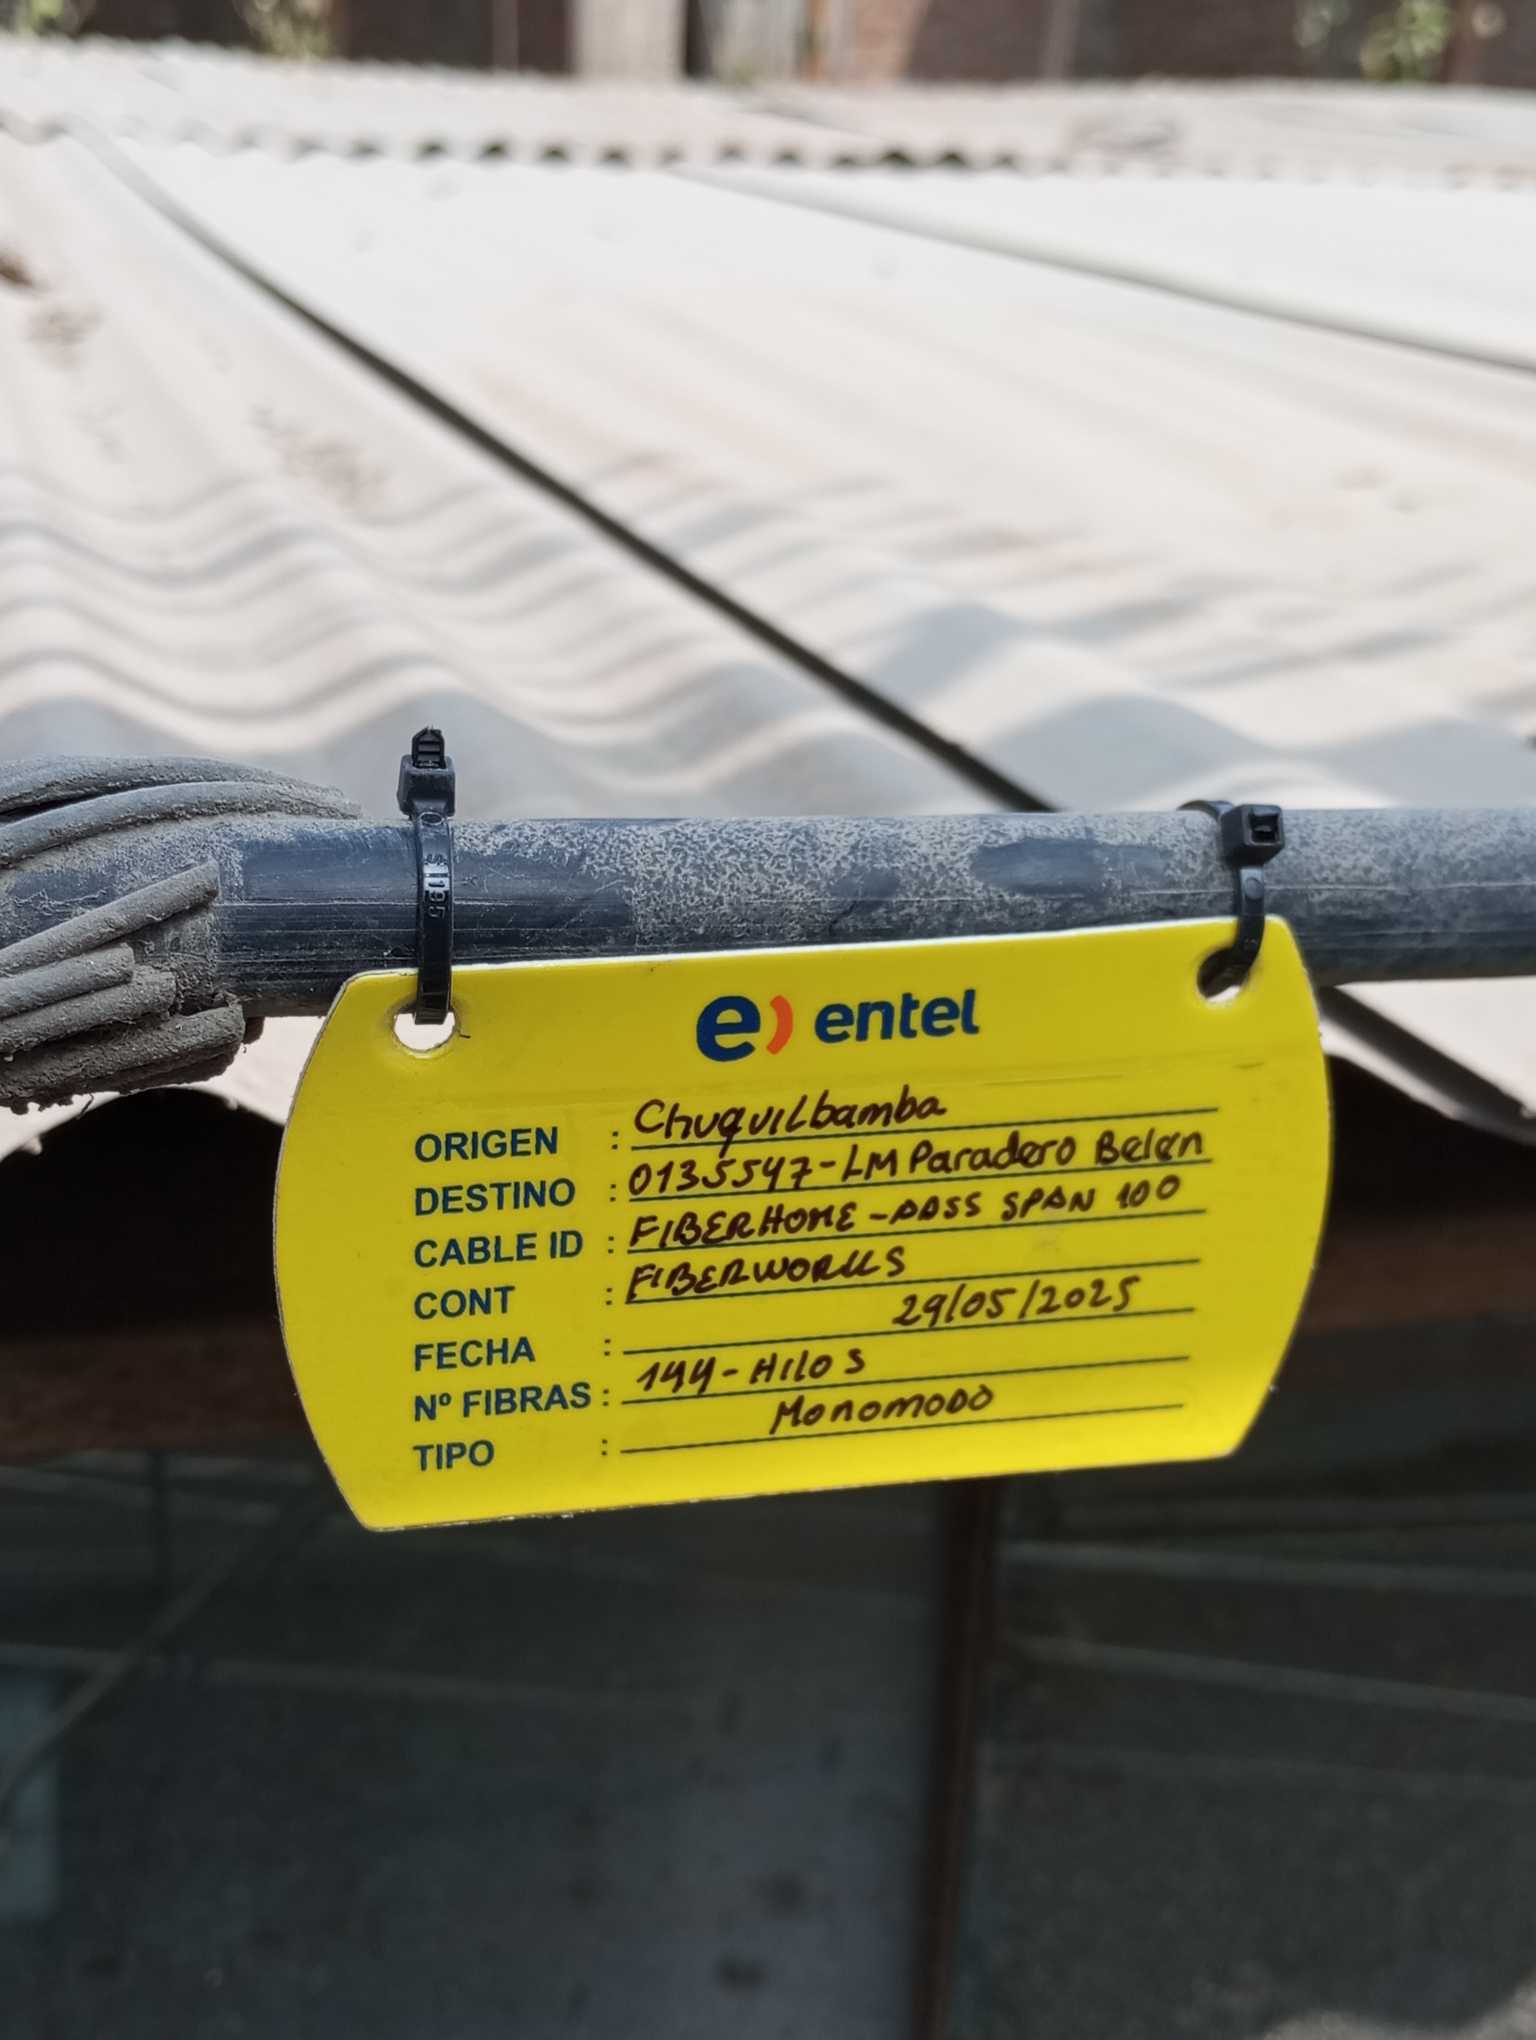 e) entel
ORIGEN : Chuquilbamba
DESTINO : 0135547-LM Paradero Belen
CABLE ID : FIBERHOME-ADSS SPAN 100
CONT : FIBERWORKS
FECHA : 29/05/2025
Nº FIBRAS : 144-HILOS
TIPO : MONOMODO